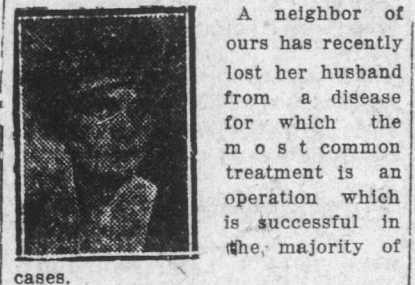 A neighbor of
ours has recently
lost her husband
from a disease
for which the
most common
treatment is an
operation which
is successful in
the majority of
cases.